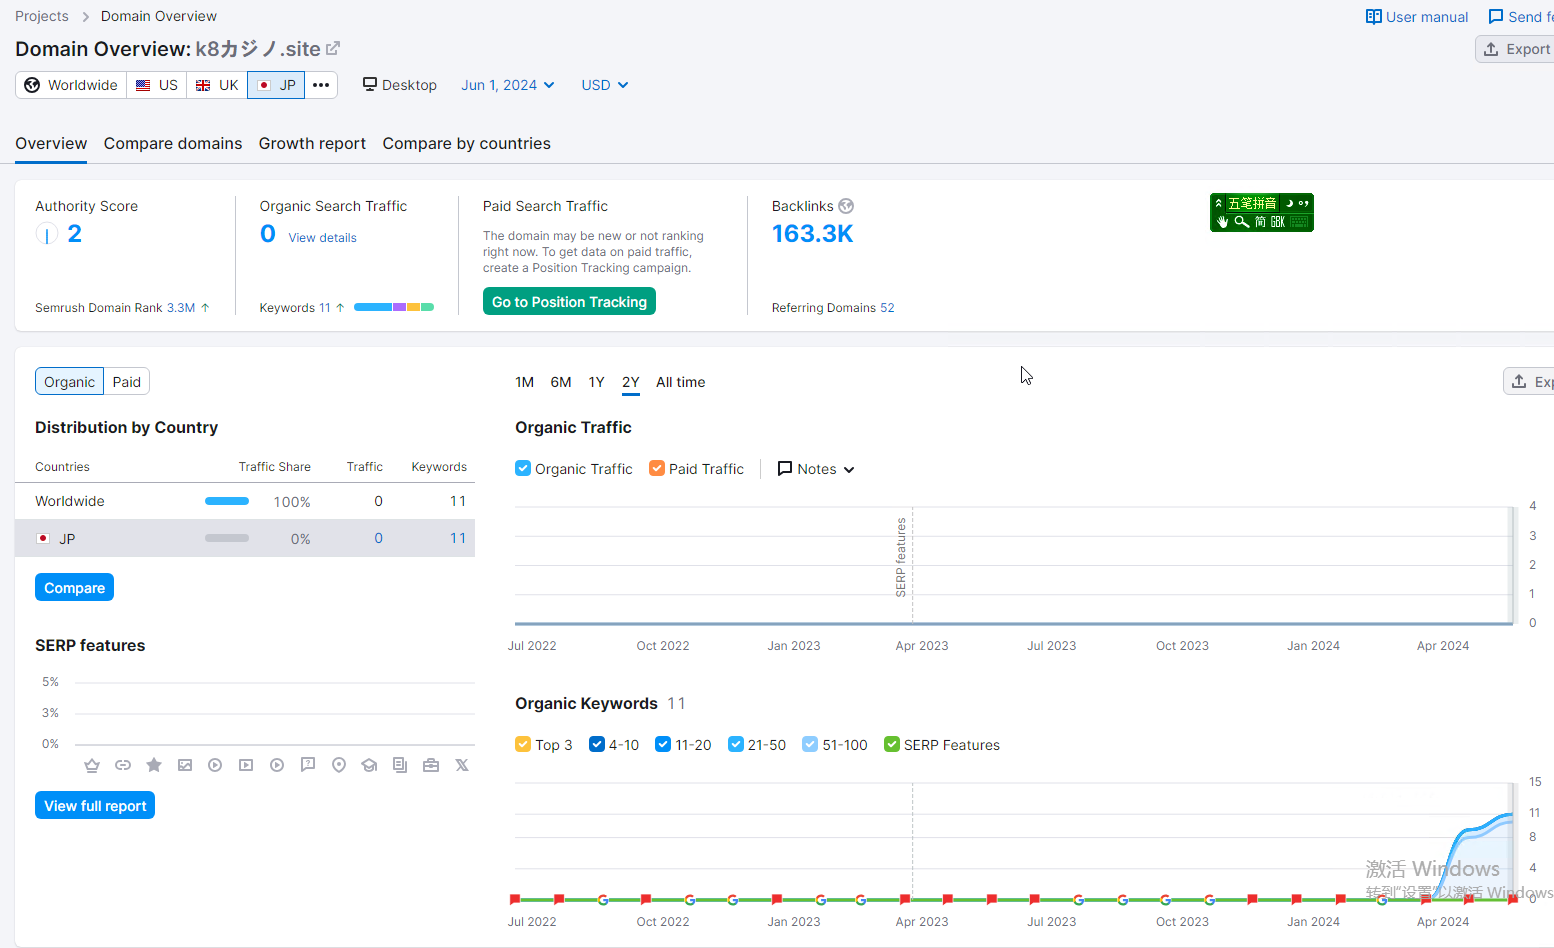 Projects > Domain Overview
User manual
Send fe
Domain Overview: k8カジノ.site
Export
Worldwide US UK JP •••
Desktop
Jun 1, 2024
USD
Overview Compare domains Growth report Compare by countries
Authority Score
2
Semrush Domain Rank 3.3M ↑
Organic Search Traffic
0 View details
Keywords 11 ↑
Paid Search Traffic
The domain may be new or not ranking
right now. To get data on paid traffic,
create a Position Tracking campaign.
Go to Position Tracking
Backlinks
163.3K
Referring Domains 52
五笔拼音
简 GBK
Organic Paid
Distribution by Country
Countries Traffic Share Traffic Keywords
Worldwide 100% 0 11
JP 0% 0 11
Compare
SERP features
5%
3%
0%
View full report
1M 6M 1Y 2Y All time
Exp
Organic Traffic
Organic Traffic Paid Traffic Notes
SERP features
4
3
2
1
0
Jul 2022 Oct 2022 Jan 2023 Apr 2023 Jul 2023 Oct 2023 Jan 2024 Apr 2024
Organic Keywords 11
Top 3 4-10 11-20 21-50 51-100 SERP Features
15
11
8
4
0
Jul 2022 Oct 2022 Jan 2023 Apr 2023 Jul 2023 Oct 2023 Jan 2024 Apr 2024
激活 Windows
转到“设置”以激活 Windows